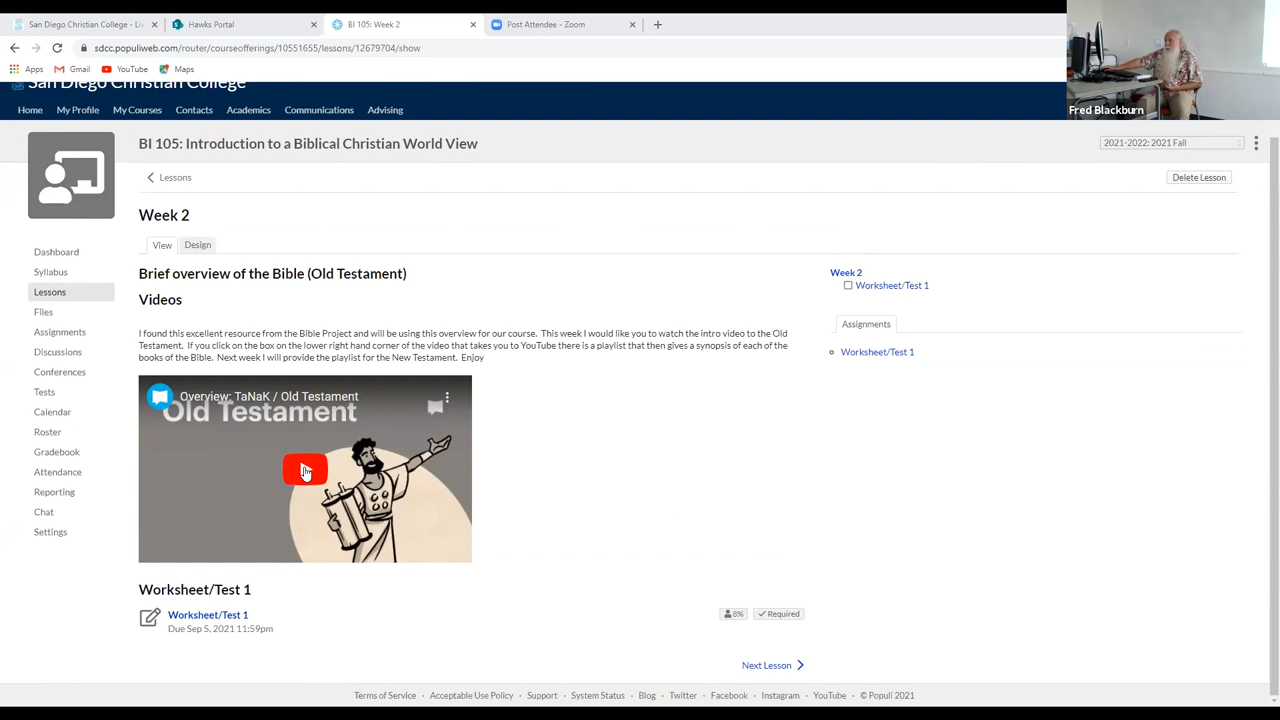 San Diego Christian College - Li
Hawks Portal
BI 105: Week 2
Post Attendee - Zoom
sdcc.populiweb.com/router/courseofferings/10551655/lessons/12679704/show
Apps
Gmail
YouTube
Maps
Fred Blackburn
San Diego Christian College
Home
My Profile
My Courses
Contacts
Academics
Communications
Advising
BI 105: Introduction to a Biblical Christian World View
2021-2022: 2021 Fall
Lessons
Delete Lesson
Week 2
View
Design
Dashboard
Syllabus
Lessons
Files
Assignments
Discussions
Conferences
Tests
Calendar
Roster
Gradebook
Attendance
Reporting
Chat
Settings
Brief overview of the Bible (Old Testament)
Videos
I found this excellent resource from the Bible Project and will be using this overview for our course. This week I would like you to watch the intro video to the Old
Testament. If you click on the box on the lower right hand corner of the video that takes you to YouTube there is a playlist that then gives a synopsis of each of the
books of the Bible. Next week I will provide the playlist for the New Testament. Enjoy
Overview: TaNaK / Old Testament
Old Testament
Worksheet/Test 1
Worksheet/Test 1
Due Sep 5, 2021 11:59pm
8%
Required
Next Lesson
Week 2
Worksheet/Test 1
Assignments
Worksheet/Test 1
Terms of Service · Acceptable Use Policy · Support · System Status · Blog · Twitter · Facebook · Instagram · YouTube · © Populi 2021